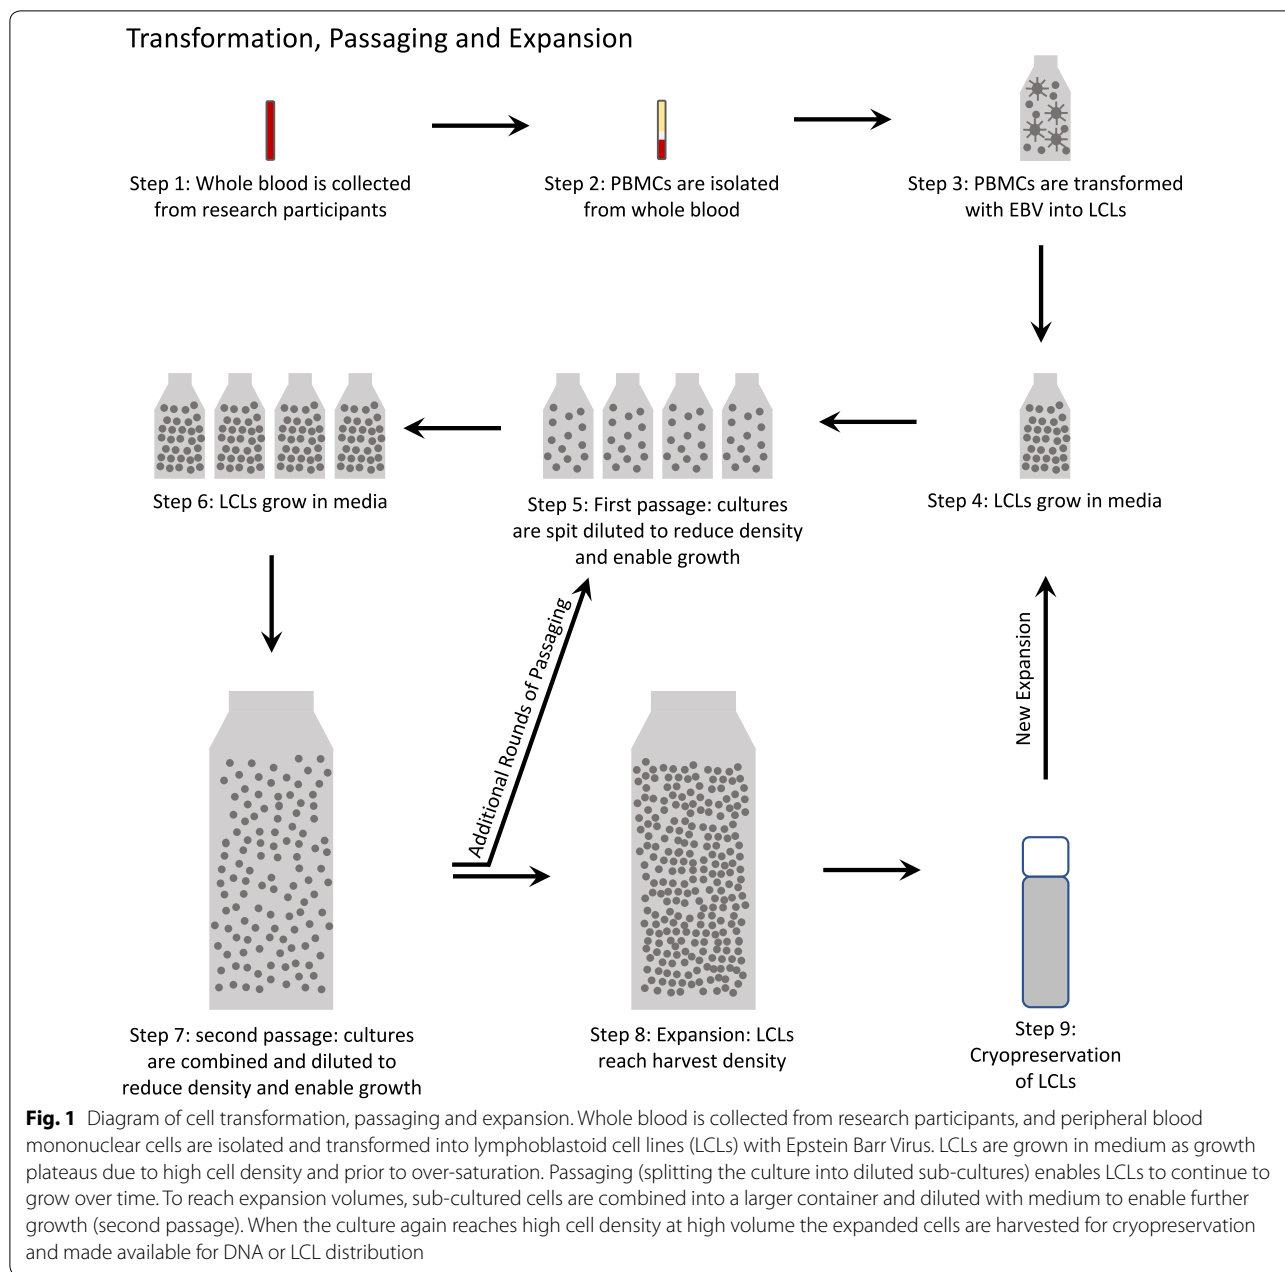 Transformation, Passaging and Expansion
Step 1: Whole blood is collected
from research participants
Step 2: PBMCs are isolated
from whole blood
Step 3: PBMCs are transformed
with EBV into LCLs
Step 4: LCLs grow in media
Step 5: First passage: cultures
are spit diluted to reduce density
and enable growth
Step 6: LCLs grow in media
Additional Rounds of Passaging
New Expansion
Step 7: second passage: cultures
are combined and diluted to
reduce density and enable growth
Step 8: Expansion: LCLs
reach harvest density
Step 9:
Cryopreservation
of LCLs
Fig. 1 Diagram of cell transformation, passaging and expansion. Whole blood is collected from research participants, and peripheral blood
mononuclear cells are isolated and transformed into lymphoblastoid cell lines (LCLs) with Epstein Barr Virus. LCLs are grown in medium as growth
plateaus due to high cell density and prior to over-saturation. Passaging (splitting the culture into diluted sub-cultures) enables LCLs to continue to
grow over time. To reach expansion volumes, sub-cultured cells are combined into a larger container and diluted with medium to enable further
growth (second passage). When the culture again reaches high cell density at high volume the expanded cells are harvested for cryopreservation
and made available for DNA or LCL distribution